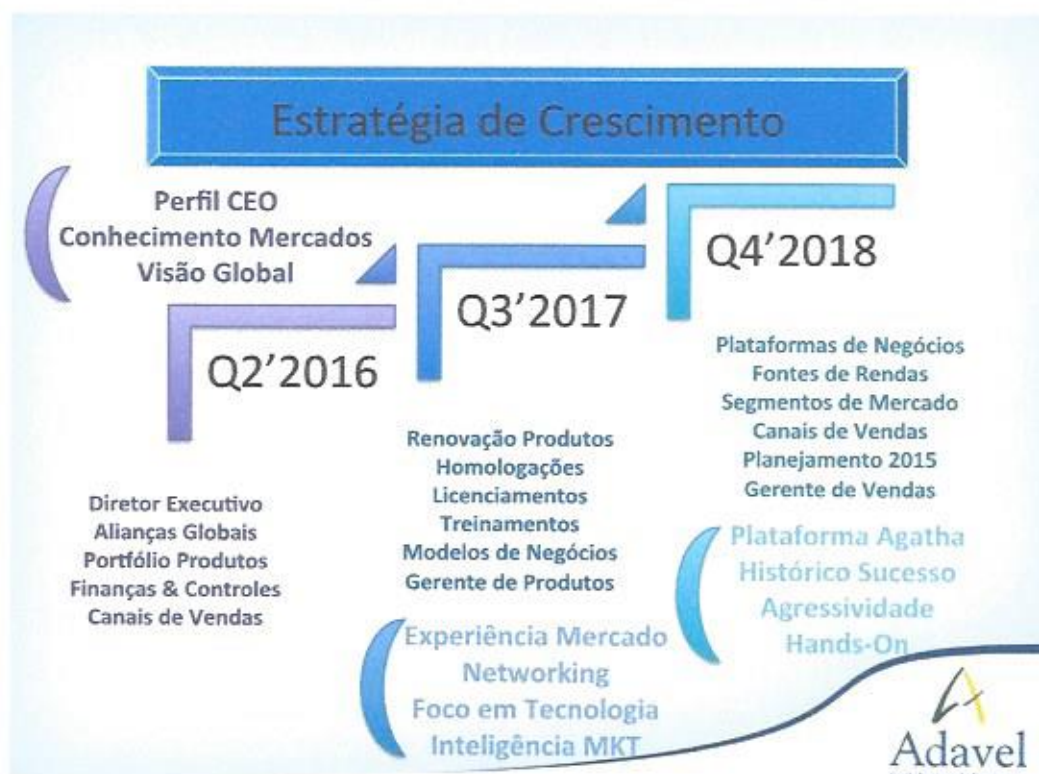 Estratégia de Crescimento
Perfil CEO
Conhecimento Mercados
Visão Global
Q2'2016
Diretor Executivo
Alianças Globais
Portfólio Produtos
Finanças & Controles
Canais de Vendas
Q3'2017
Renovação Produtos
Homologações
Licenciamentos
Treinamentos
Modelos de Negócios
Gerente de Produtos
Experiência Mercado
Networking
Foco em Tecnologia
Inteligência MKT
Q4'2018
Plataformas de Negócios
Fontes de Rendas
Segmentos de Mercado
Canais de Vendas
Planejamento 2015
Gerente de Vendas
Plataforma Agatha
Histórico Sucesso
Agressividade
Hands-On
Adavel